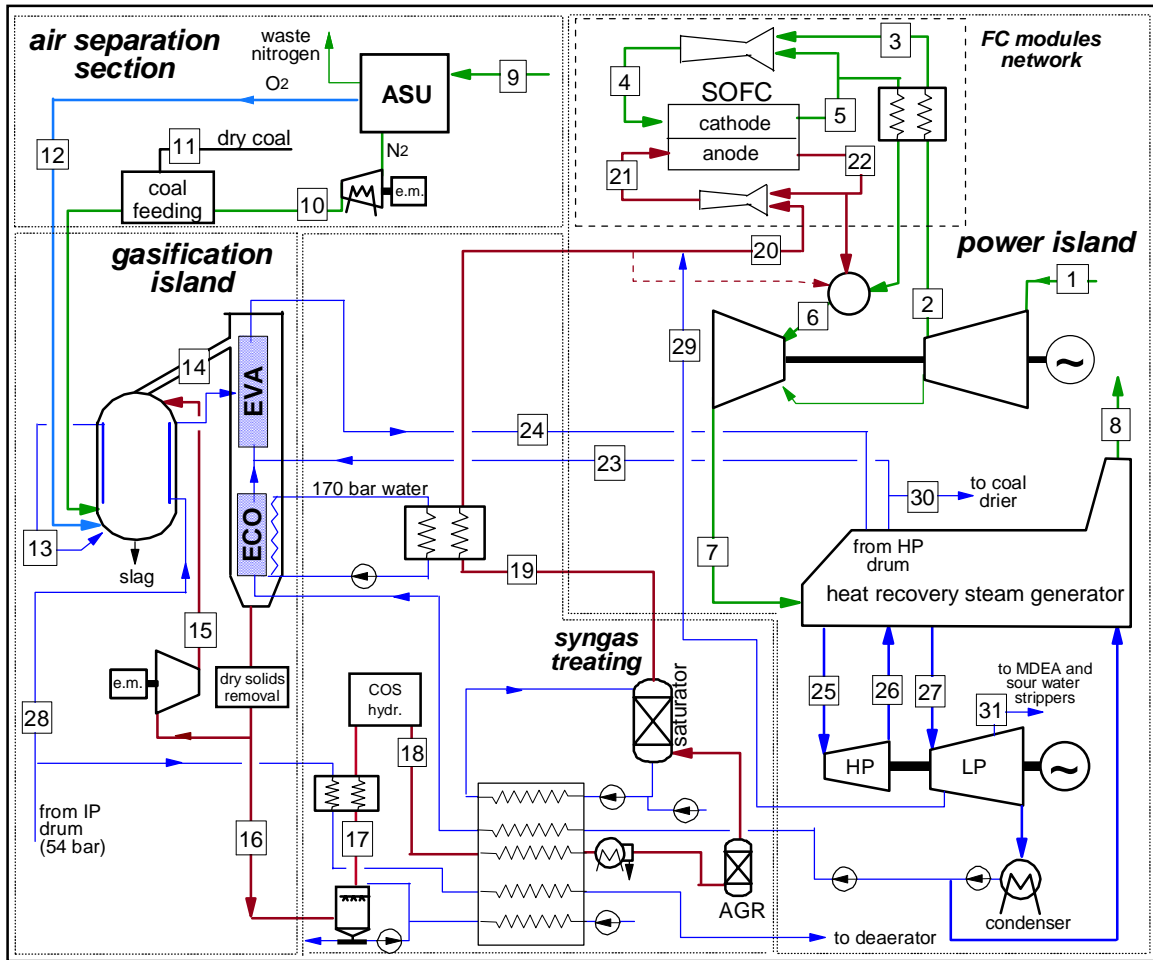 air separation
section
waste
nitrogen
O2
ASU
9
12
11
dry coal
N2
coal
feeding
10
e.m.
FC modules
network
3
4
SOFC
cathode
anode
5
21
22
20
power island
1
2
6
29
~
8
gasification
island
14
EVA
ECO
24
23
170 bar water
30
to coal
drier
13
slag
7
from HP
drum
heat recovery steam generator
19
15
e.m.
dry solids
removal
syngas
treating
saturator
COS
hydr.
18
28
25
26
27
to MDEA and
sour water
strippers
31
HP
LP
~
from IP
drum
(54 bar)
16
17
AGR
condenser
to deaerator